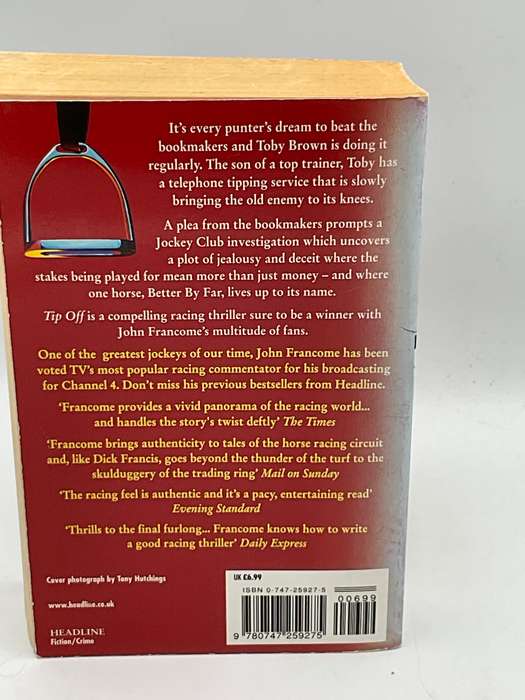 It's every punter's dream to beat the
bookmakers and Toby Brown is doing it
regularly. The son of a top trainer, Toby has
a telephone tipping service that is slowly
bringing the old enemy to its knees.
A plea from the bookmakers prompts a
Jockey Club investigation which uncovers
a plot of jealousy and deceit where the
stakes being played for mean more than just money – and where
one horse, Better By Far, lives up to its name.
Tip Off is a compelling racing thriller sure to be a winner with
John Francome's multitude of fans.
One of the greatest jockeys of our time, John Francome has been
voted TV's most popular racing commentator for his broadcasting
for Channel 4. Don't miss his previous bestsellers from Headline.
'Francome provides a vivid panorama of the racing world...
and handles the story's twist deftly' The Times
'Francome brings authenticity to tales of the horse racing circuit
and, like Dick Francis, goes beyond the thunder of the turf to the
skulduggery of the trading ring' Mail on Sunday
'The racing feel is authentic and it's a pacy, entertaining read'
Evening Standard
'Thrills to the final furlong... Francome knows how to write
a good racing thriller' Daily Express
Cover photograph by Tony Hutchings
www.headline.co.uk
HEADLINE
Fiction/Crime
UK £6.99
ISBN 0-747-25927-5
00699
9 780747 259275